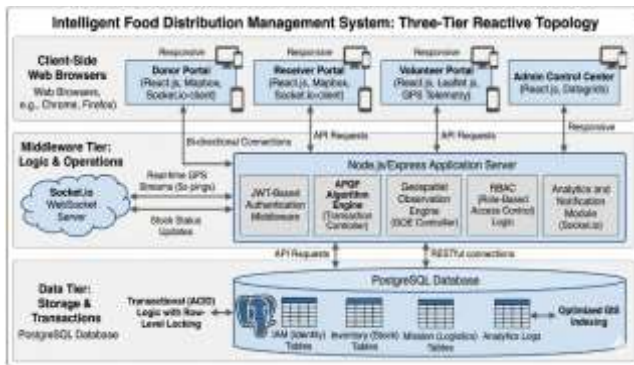 Intelligent Food Distribution Management System: Three-Tier Reactive Topology
Client-Side
Web Browsers
Web Browsers,
e.g., Chrome, Firefox)
Responsive
Donor Portal
(React.js, Mapbox,
Socket.io-client)
Responsive
Receiver Portal
(React.js, Mapbox,
Socket.io-client)
Responsive
Volunteer Portal
(React.js, Leaflet.js,
GPS Telemetry)
Admin Control Center
(React.js, Datagrids)
Bi-directional Connections
API Requests
API Requests
Responsive
Middleware Tier:
Logic & Operations
Socket.io
WebSocket
Server
Real-time GPS
Streams (5s pings)
Stock Status
Updates
Node.js/Express Application Server
JWT-Based
Authentication
Middleware
Algorithm
Engine
(Transaction
Controller)
Geospatial
Observation
Engine
Controller)
RBAC
(Role-Based
Access Control)
Login
Analytics and
Notification
Module
(Socket.io)
API Requests
RESTful connections
Data Tier:
Storage &
Transactions
PostgreSQL Database
PostgreSQL Database
Transactional (ACID)
Logic with Row-
Level Locking
IAM (Identity)
Tables
Inventory (Stock)
Tables
Mission (Logistics)
Tables
Analytics Logs
Optimized
Indexing